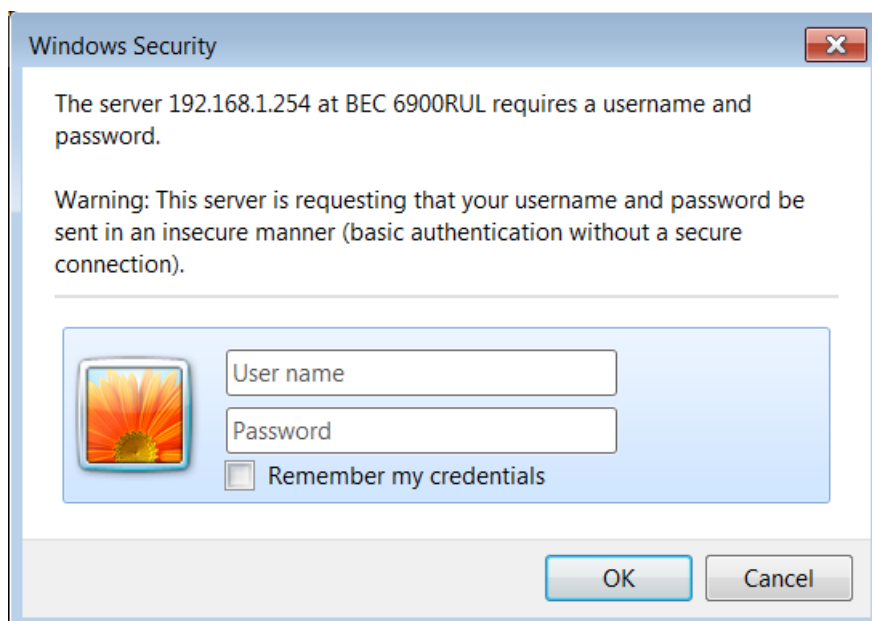 Windows Security
The server 192.168.1.254 at BEC 6900RUL requires a username and
password.
Warning: This server is requesting that your username and password be
sent in an insecure manner (basic authentication without a secure
connection).
User name
Password
Remember my credentials
OK
Cancel